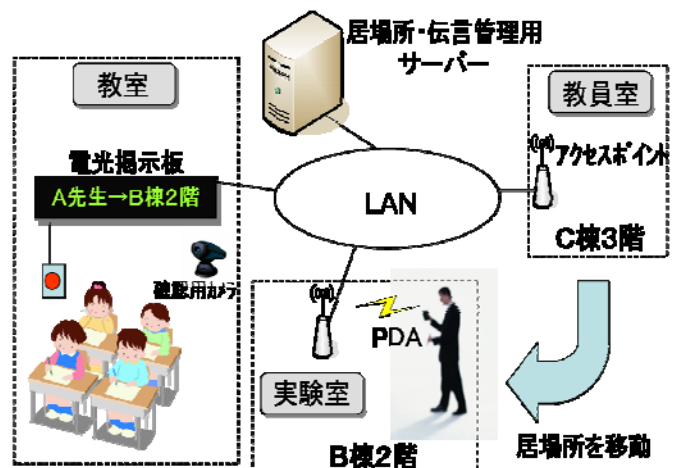 居場所・伝言管理用
サーバー
教室
教員室
電光掲示板
A先生→B棟2階
アクセスポイント
LAN
C棟3階
確認用カメラ
PDA
実験室
B棟2階
居場所を移動